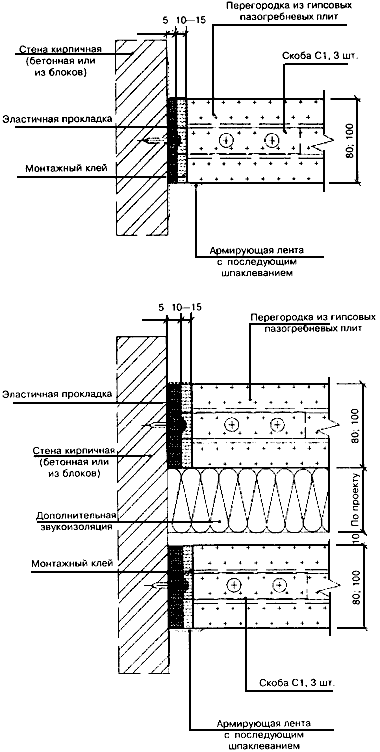 Перегородка из гипсовых
пазогребневых плит
5 10—15
Стена кирпичная
(бетонная или
из блоков)
Скоба С1, 3 шт.
Эластичная прокладка
80; 100
Монтажный клей
Армирующая лента
с последующим
шпаклеванием
5 10—15
Перегородка из гипсовых
пазогребневых плит
Эластичная прокладка
80; 100
Стена кирпичная
(бетонная или
из блоков)
По проекту
Дополнительная
звукоизоляция
10
Монтажный клей
80; 100
Скоба С1, 3 шт.
Армирующая лента
с последующим
шпаклеванием